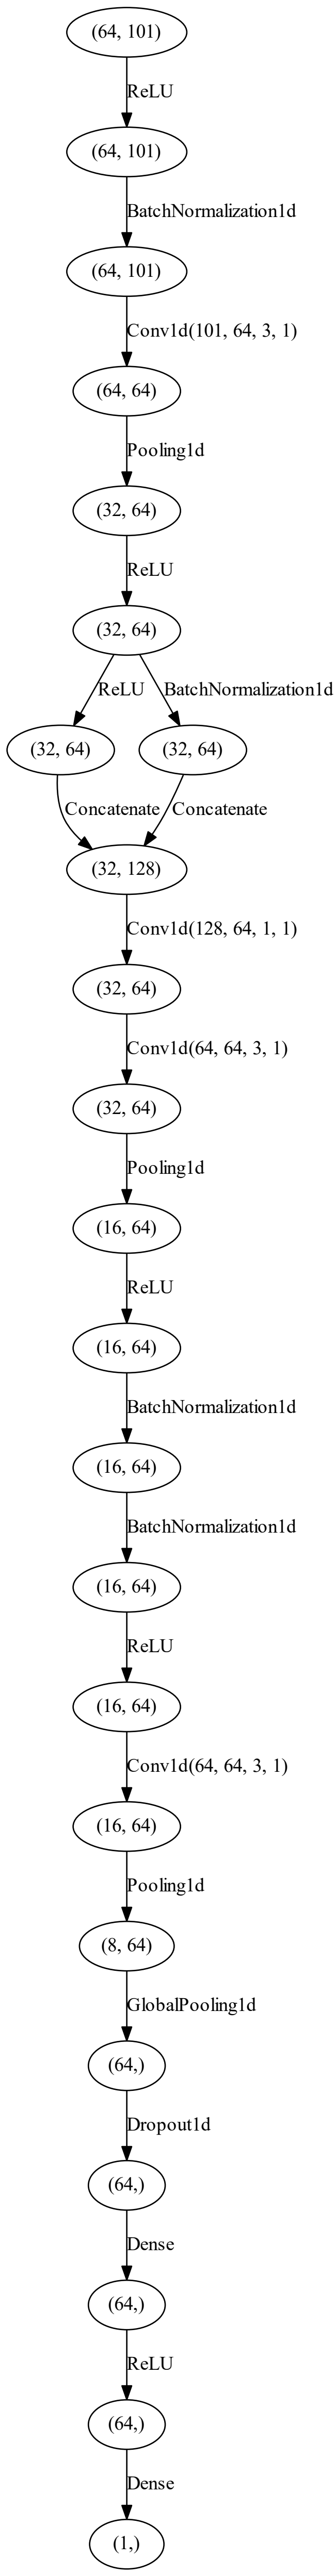 (64, 101)
ReLU
(64, 101)
BatchNormalization1d
(64, 101)
Conv1d(101, 64, 3, 1)
(64, 64)
Pooling1d
(32, 64)
ReLU
(32, 64)
ReLU BatchNormalization1d
(32, 64) (32, 64)
Concatenate Concatenate
(32, 128)
Conv1d(128, 64, 1, 1)
(32, 64)
Conv1d(64, 64, 3, 1)
(32, 64)
Pooling1d
(16, 64)
ReLU
(16, 64)
BatchNormalization1d
(16, 64)
BatchNormalization1d
(16, 64)
ReLU
(16, 64)
Conv1d(64, 64, 3, 1)
(16, 64)
Pooling1d
(8, 64)
GlobalPooling1d
(64,)
Dropout1d
(64,)
Dense
(64,)
ReLU
(64,)
Dense
(1,)